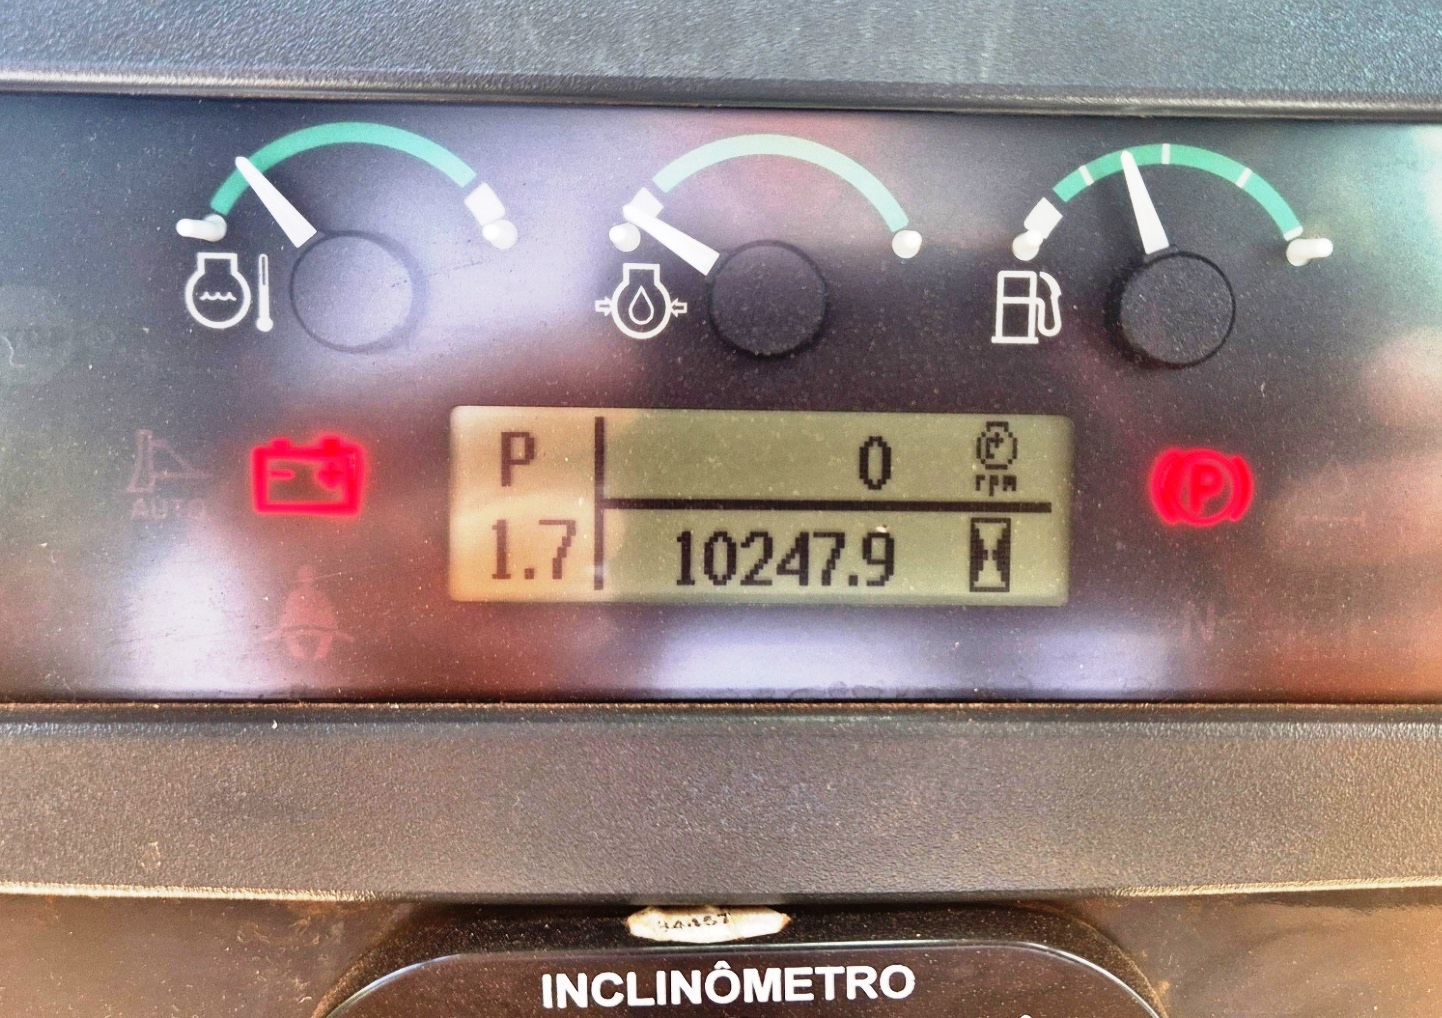 P 0 rpm
1.7 10247.9
P
AUTO
N
INCLINÔMETRO